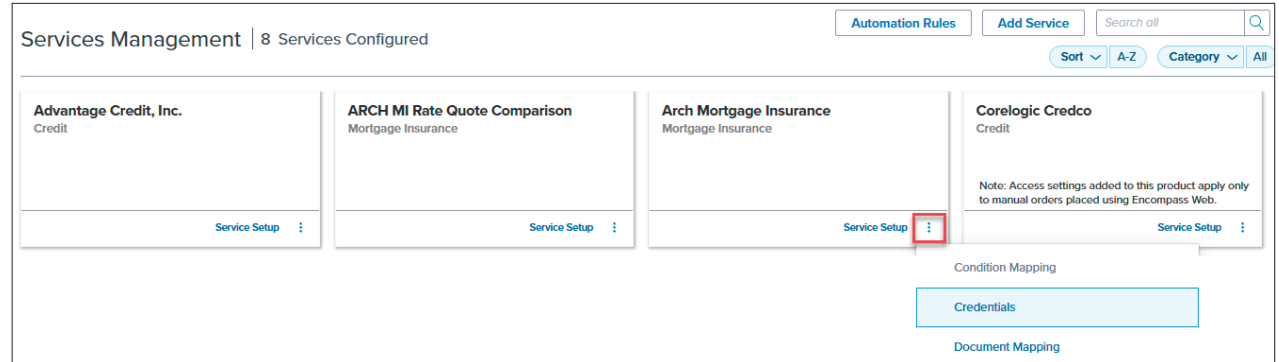 Services Management | 8 Services Configured
Automation Rules
Add Service
Search all
Sort
A-Z
Category
All
Advantage Credit, Inc.
Credit
Service Setup
ARCH MI Rate Quote Comparison
Mortgage Insurance
Service Setup
Arch Mortgage Insurance
Mortgage Insurance
Service Setup
Corelogic Credco
Credit
Note: Access settings added to this product apply only
to manual orders placed using Encompass Web.
Service Setup
Condition Mapping
Credentials
Document Mapping